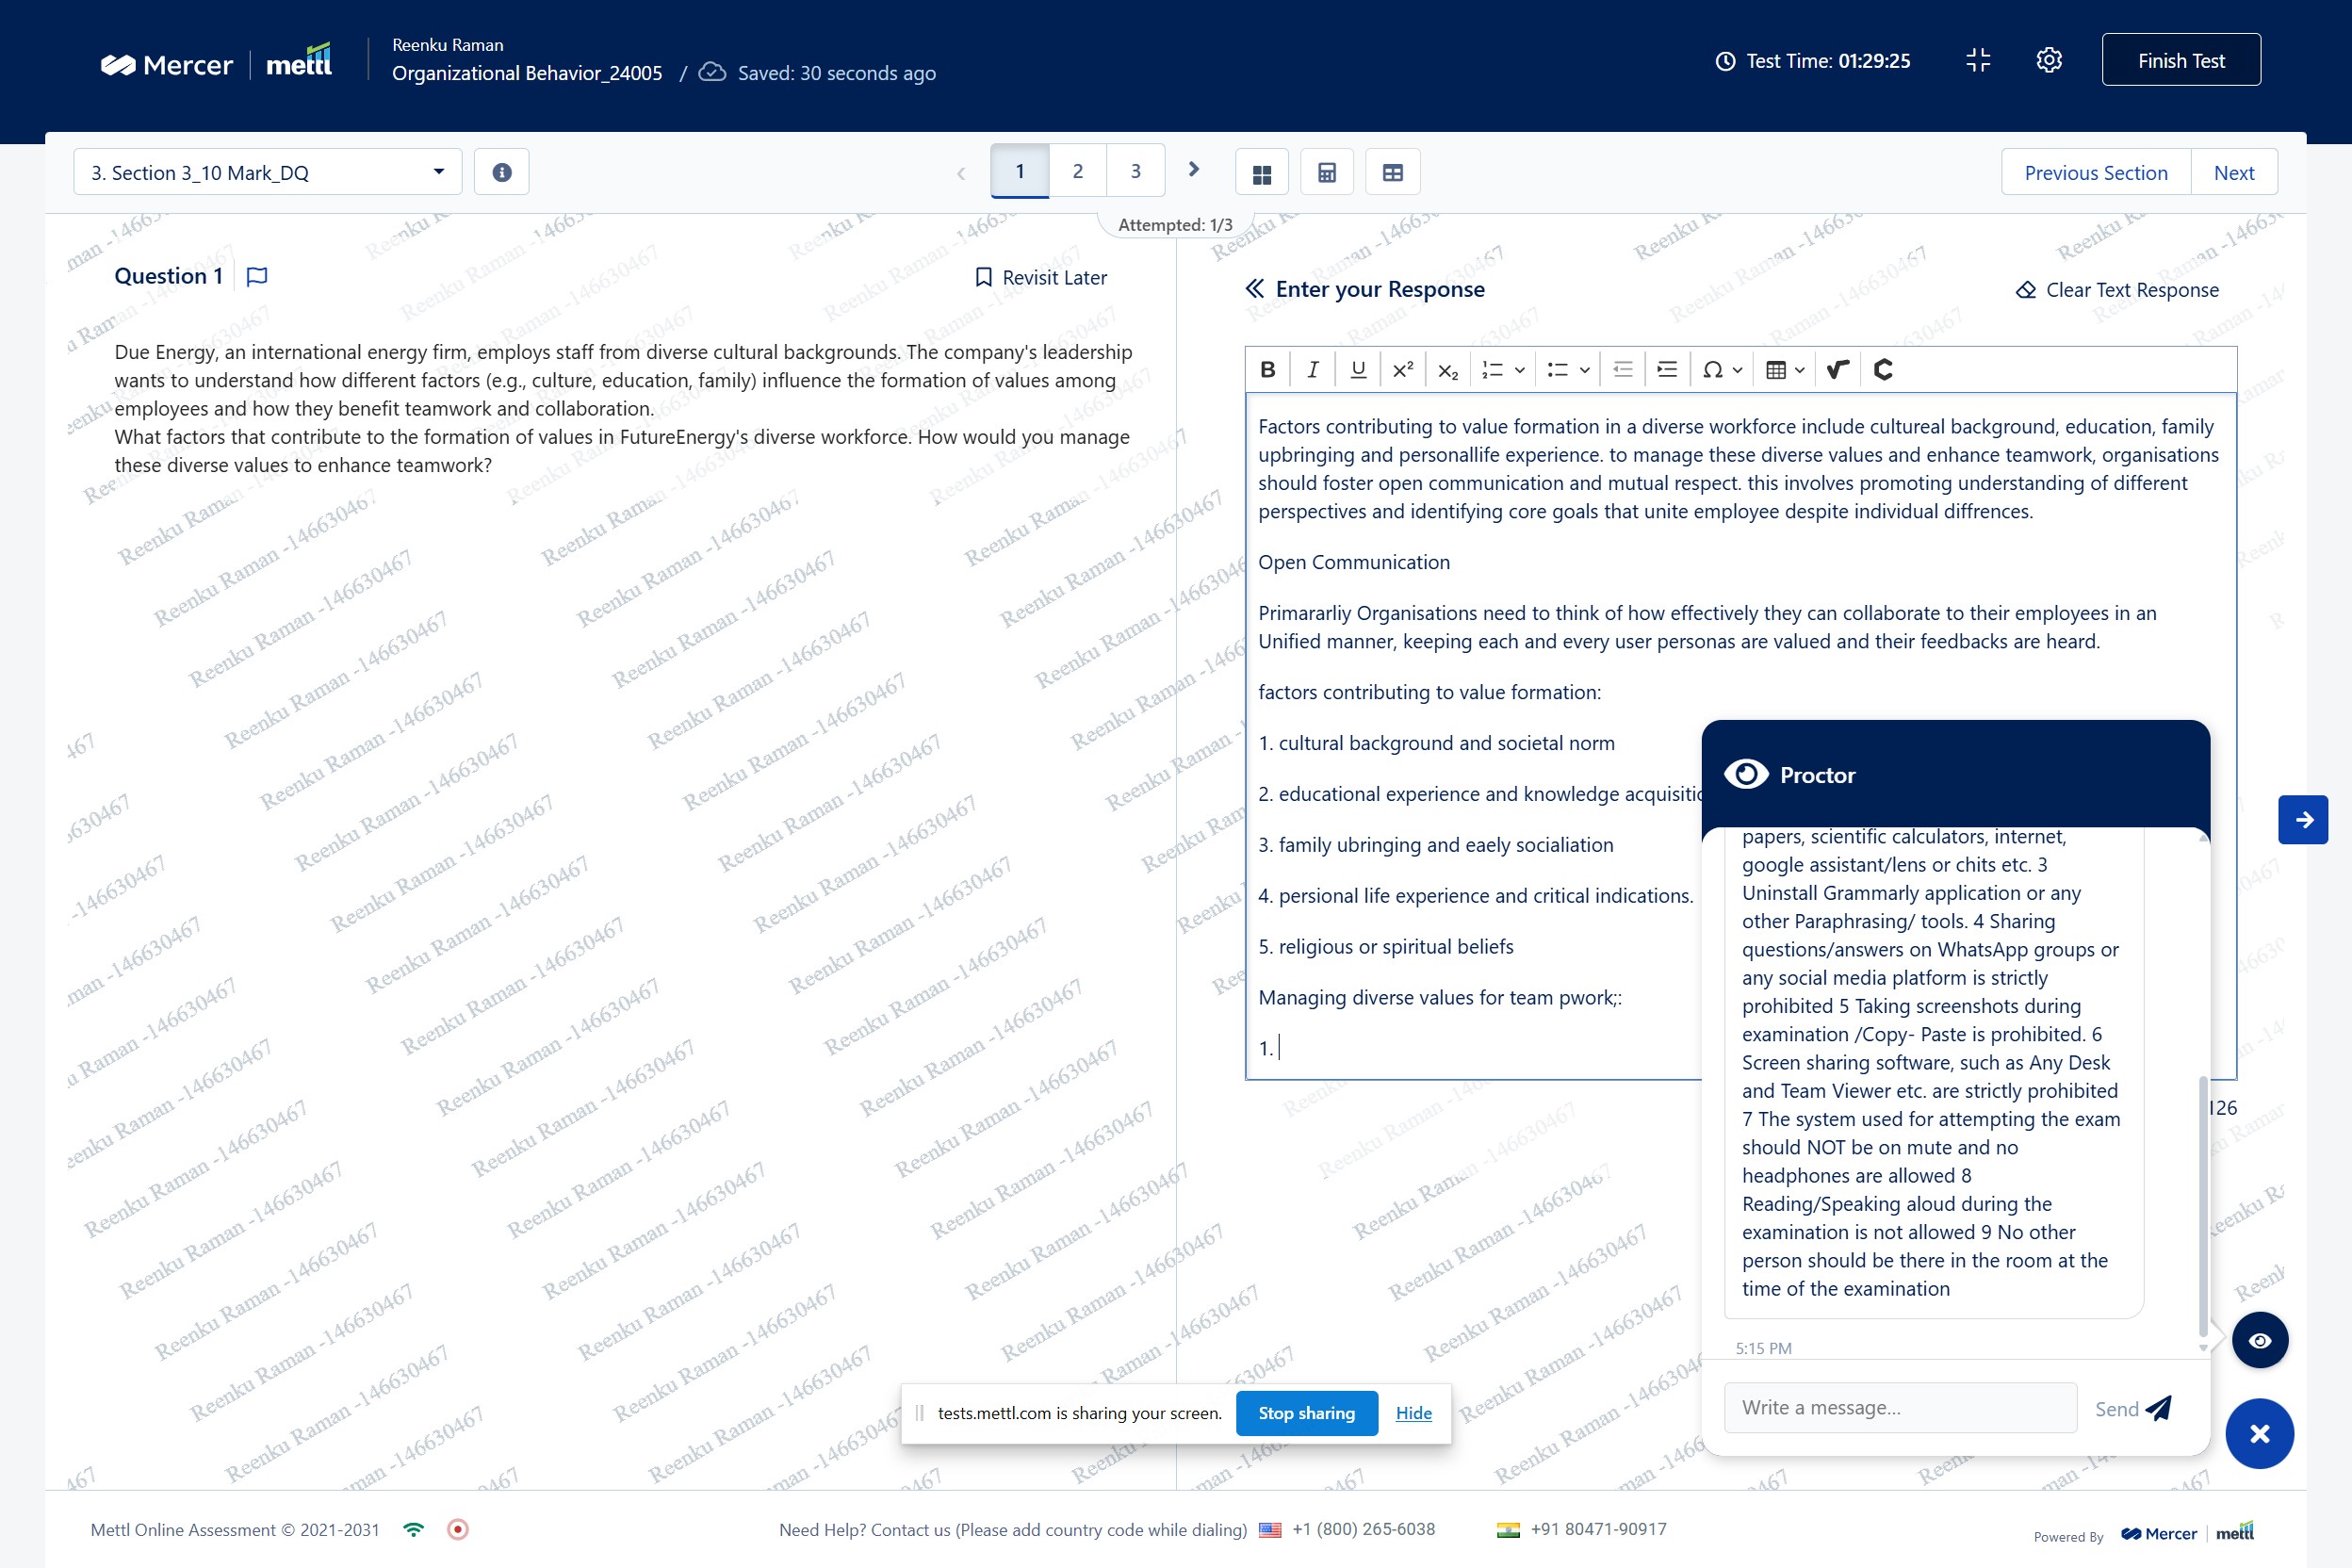 Mercer | mettl
Reenku Raman
Organizational Behavior_24005 / Saved: 30 seconds ago
Test Time: 01:29:25
Finish Test
3. Section 3_10 Mark_DQ
1 2 3
Previous Section
Next
Attempted: 1/3
Question 1
Revisit Later
Due Energy, an international energy firm, employs staff from diverse cultural backgrounds. The company's leadership
wants to understand how different factors (e.g., culture, education, family) influence the formation of values among
employees and how they benefit teamwork and collaboration.
What factors that contribute to the formation of values in FutureEnergy's diverse workforce. How would you manage
these diverse values to enhance teamwork?
Enter your Response
Clear Text Response
Factors contributing to value formation in a diverse workforce include cultureal background, education, family
upbringing and personallife experience. to manage these diverse values and enhance teamwork, organisations
should foster open communication and mutual respect. this involves promoting understanding of different
perspectives and identifying core goals that unite employee despite individual diffrences.
Open Communication
Primararliy Organisations need to think of how effectively they can collaborate to their employees in an
Unified manner, keeping each and every user personas are valued and their feedbacks are heard.
factors contributing to value formation:
1. cultural background and societal norm
2. educational experience and knowledge
3. family ubringing and eaely socialiation
4. persional life experience and critical indications.
5. religious or spiritual beliefs
Managing diverse values for team pwork;:
1.
126
Proctor
papers, scientific calculators, internet,
google assistant/lens or chits etc. 3
Uninstall Grammarly application or any
other Paraphrasing/ tools. 4 Sharing
questions/answers on WhatsApp groups or
any social media platform is strictly
prohibited 5 Taking screenshots during
examination /Copy- Paste is prohibited. 6
Screen sharing software, such as Any Desk
and Team Viewer etc. are strictly prohibited
7 The system used for attempting the exam
should NOT be on mute and no
headphones are allowed 8
Reading/Speaking aloud during the
examination is not allowed 9 No other
person should be there in the room at the
time of the examination
5:15 PM
Write a message...
Send
tests.mettl.com is sharing your screen.
Stop sharing
Hide
Reenku Raman -146630467
Mettl Online Assessment © 2021-2031
Need Help? Contact us (Please add country code while dialing)
+1 (800) 265-6038
+91 80471-90917
Powered By Mercer | mettl